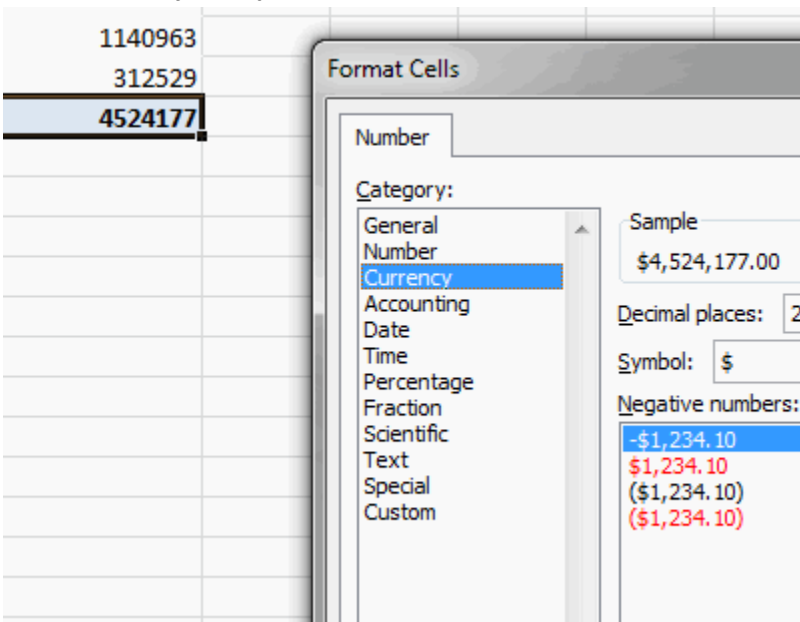 1140963
312529
4524177
Format Cells
Number
Category:
General
Number
Currency
Accounting
Date
Time
Percentage
Fraction
Scientific
Text
Special
Custom
Sample
$4,524,177.00
Decimal places: 2
Symbol: $
Negative numbers:
-$1,234.10
$1,234.10
($1,234.10)
($1,234.10)